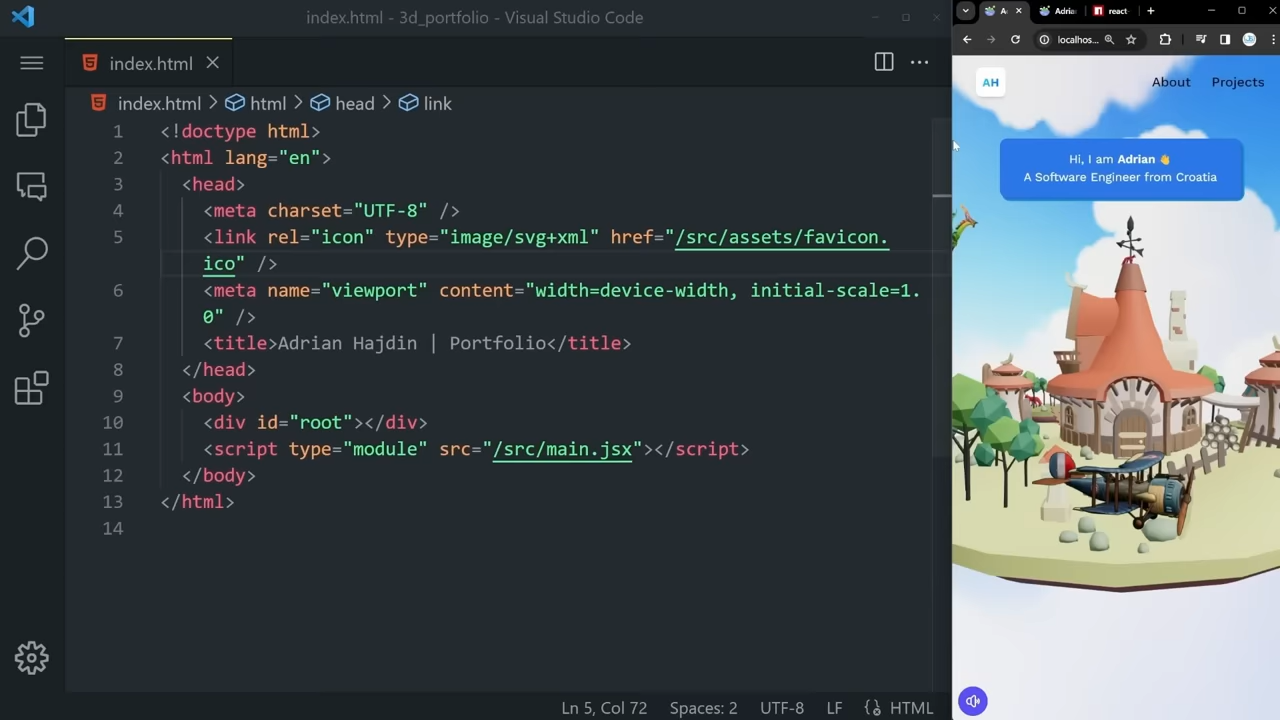 index.html - 3d_portfolio - Visual Studio Code
index.html
index.html > html > head > link
1 <!doctype html>
2 <html lang="en">
3 <head>
4 <meta charset="UTF-8" />
5 <link rel="icon" type="image/svg+xml" href="/src/assets/favicon.
ico" />
6 <meta name="viewport" content="width=device-width, initial-scale=1.
0" />
7 <title>Adrian Hajdin | Portfolio</title>
8 </head>
9 <body>
10 <div id="root"></div>
11 <script type="module" src="/src/main.jsx"></script>
12 </body>
13 </html>
14
Ln 5, Col 72 Spaces: 2 UTF-8 LF {} HTML
Adria react
localhos...
AH About Projects
Hi, I am Adrian 👋
A Software Engineer from Croatia